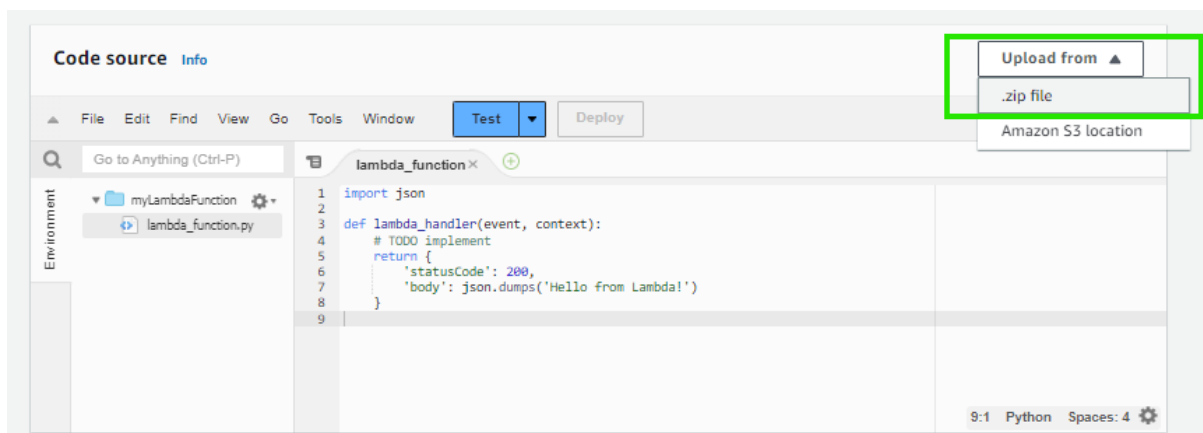 Code source Info
Upload from
.zip file
Amazon S3 location
File Edit Find View Go Tools Window Test Deploy
Go to Anything (Ctrl-P)
lambda_function
Environment
myLambdaFunction
lambda_function.py
1 import json
2
3 def lambda_handler(event, context):
4 # TODO implement
5 return {
6 'statusCode': 200,
7 'body': json.dumps('Hello from Lambda!')
8 }
9
9:1 Python Spaces: 4